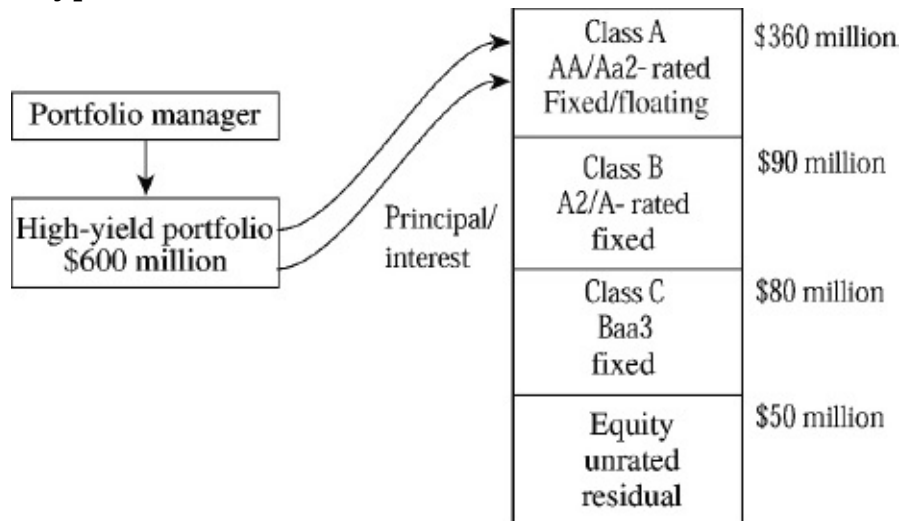 Portfolio manager
High-yield portfolio
$600 million
Principal/
interest
Class A
AA/Aa2- rated
Fixed/floating
$360 million
Class B
A2/A- rated
fixed
$90 million
Class C
Baa3
fixed
$80 million
Equity
unrated
residual
$50 million